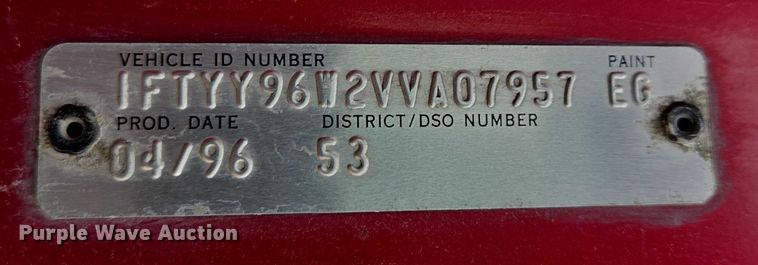 VEHICLE ID NUMBER PAINT
1FTYY96W2VVA07957 EG
PROD. DATE DISTRICT/DSO NUMBER
04/96 53
Purple Wave Auction